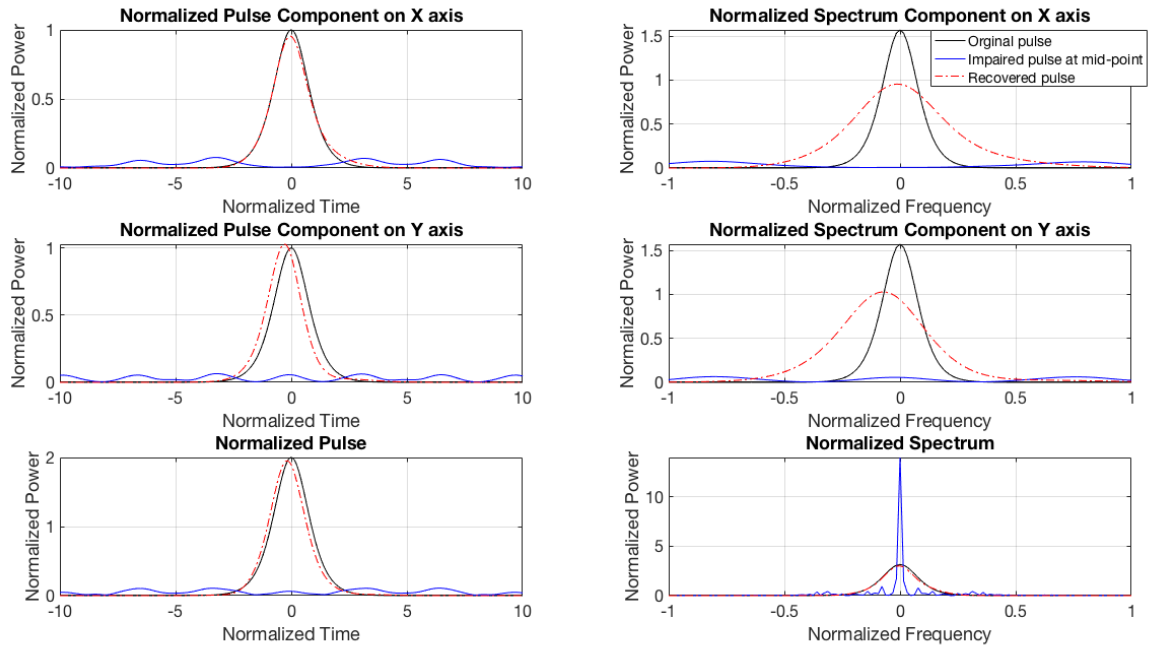 Normalized Pulse Component on X axis
Normalized Power
1
0.5
0
-10
-5
0
5
10
Normalized Time
Normalized Spectrum Component on X axis
Normalized Power
1.5
1
0.5
0
-1
-0.5
0
0.5
1
Normalized Frequency
Orginal pulse
Impaired pulse at mid-point
Recovered pulse
Normalized Pulse Component on Y axis
Normalized Power
1
0.5
0
-10
-5
0
5
10
Normalized Time
Normalized Spectrum Component on Y axis
Normalized Power
1.5
1
0.5
0
-1
-0.5
0
0.5
1
Normalized Frequency
Normalized Pulse
Normalized Power
2
1
0
-10
-5
0
5
10
Normalized Time
Normalized Spectrum
Normalized Power
10
5
0
-1
-0.5
0
0.5
1
Normalized Frequency